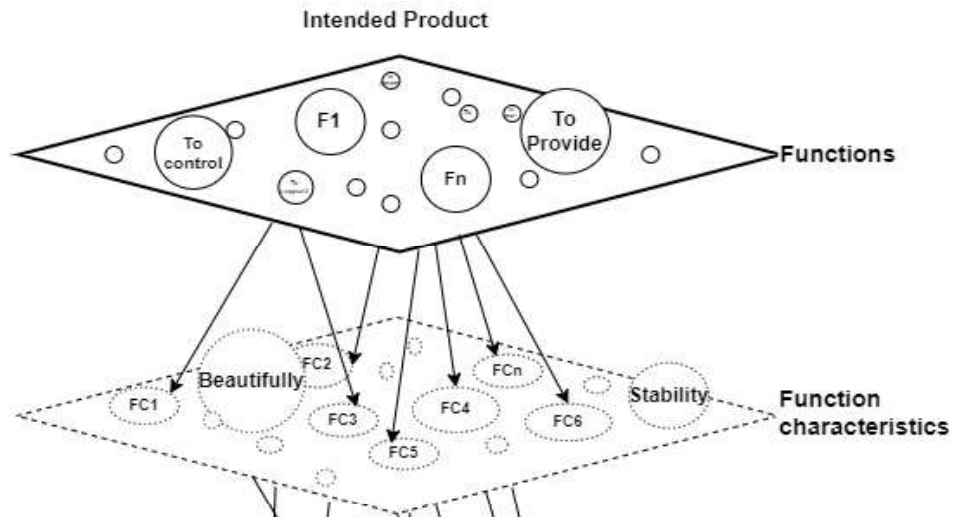 Intended Product
F1
To
Provide
To
control
Fn
Functions
FC2
FCn
Beautifully
Stability
FC1
FC3
FC4
FC6
Function
characteristics
FC5